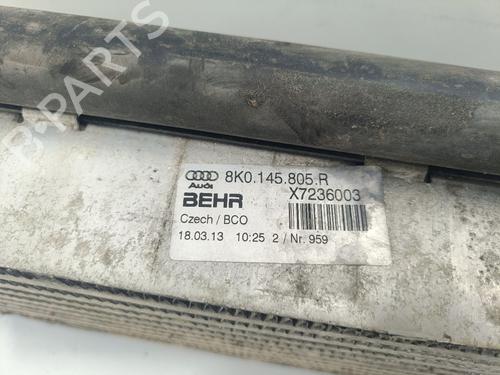 B-Parts
8K0.145.805.R
Audi
BEHR X7236003
Czech / BCO
18.03.13 10:25 2 / Nr. 959